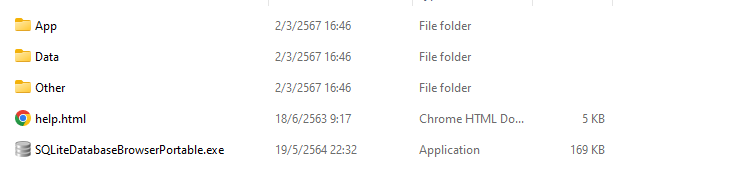 App 2/3/2567 16:46 File folder
Data 2/3/2567 16:46 File folder
Other 2/3/2567 16:46 File folder
help.html 18/6/2563 9:17 Chrome HTML Do... 5 KB
SQLiteDatabaseBrowserPortable.exe 19/5/2564 22:32 Application 169 KB